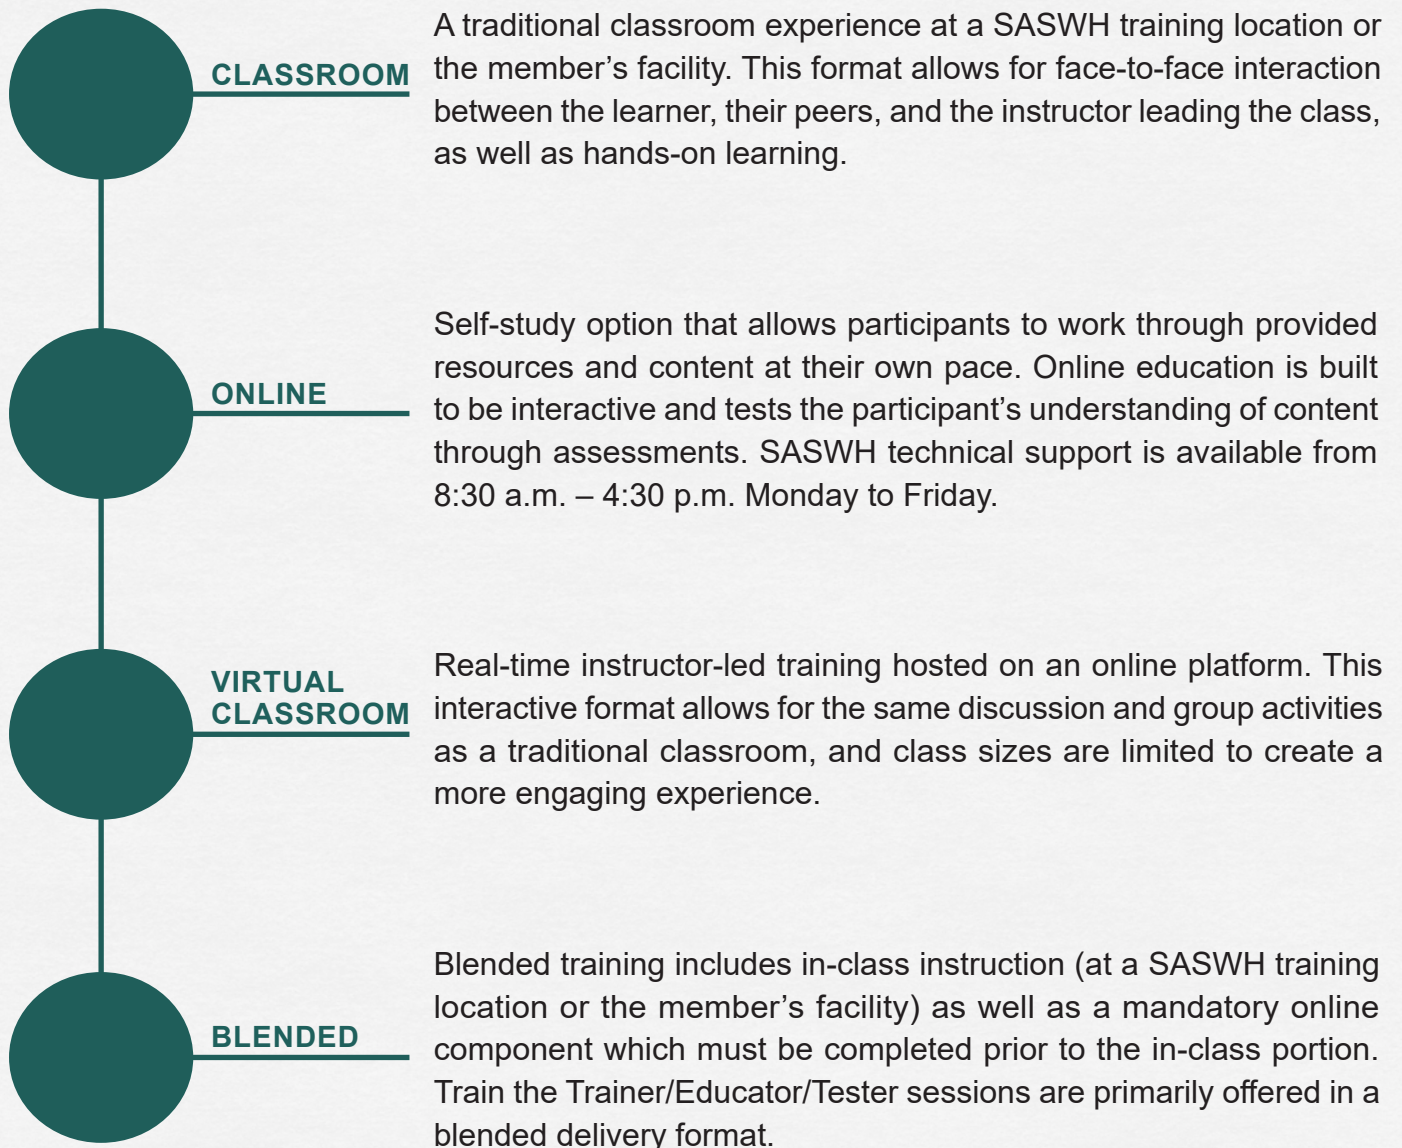 CLASSROOM
A traditional classroom experience at a SASWH training location or
the member’s facility. This format allows for face-to-face interaction
between the learner, their peers, and the instructor leading the class,
as well as hands-on learning.
ONLINE
Self-study option that allows participants to work through provided
resources and content at their own pace. Online education is built
to be interactive and tests the participant’s understanding of content
through assessments. SASWH technical support is available from
8:30 a.m. – 4:30 p.m. Monday to Friday.
VIRTUAL
CLASSROOM
Real-time instructor-led training hosted on an online platform. This
interactive format allows for the same discussion and group activities
as a traditional classroom, and class sizes are limited to create a
more engaging experience.
BLENDED
Blended training includes in-class instruction (at a SASWH training
location or the member’s facility) as well as a mandatory online
component which must be completed prior to the in-class portion.
Train the Trainer/Educator/Tester sessions are primarily offered in a
blended delivery format.